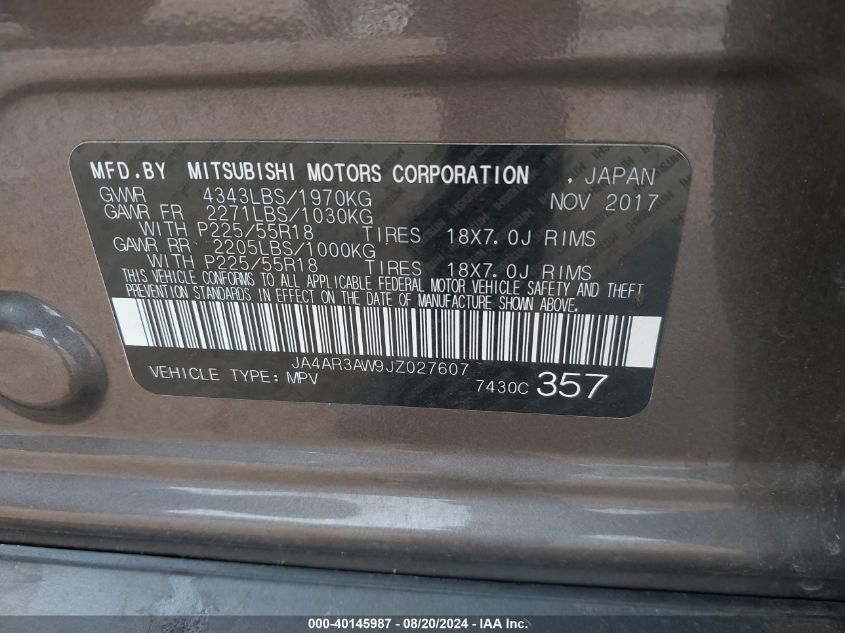 MFD.BY MITSUBISHI MOTORS CORPORATION . JAPAN
GVWR 4343LBS/1970KG NOV 2017
GAWR FR 2271LBS/1030KG
WITH P225/55R18 TIRES 18X7.0J RIMS
GAWR RR 2205LBS/1000KG
WITH P225/55R18 TIRES 18X7.0J RIMS
THIS VEHICLE CONFORMS TO ALL APPLICABLE FEDERAL MOTOR VEHICLE SAFETY AND THEFT
PREVENTION STANDARDS IN EFFECT ON THE DATE OF MANUFACTURE SHOWN ABOVE.
JA4AR3AW9JZ027607
VEHICLE TYPE: MPV 7430C 357
000-40145987 - 08/20/2024 - IAA Inc.